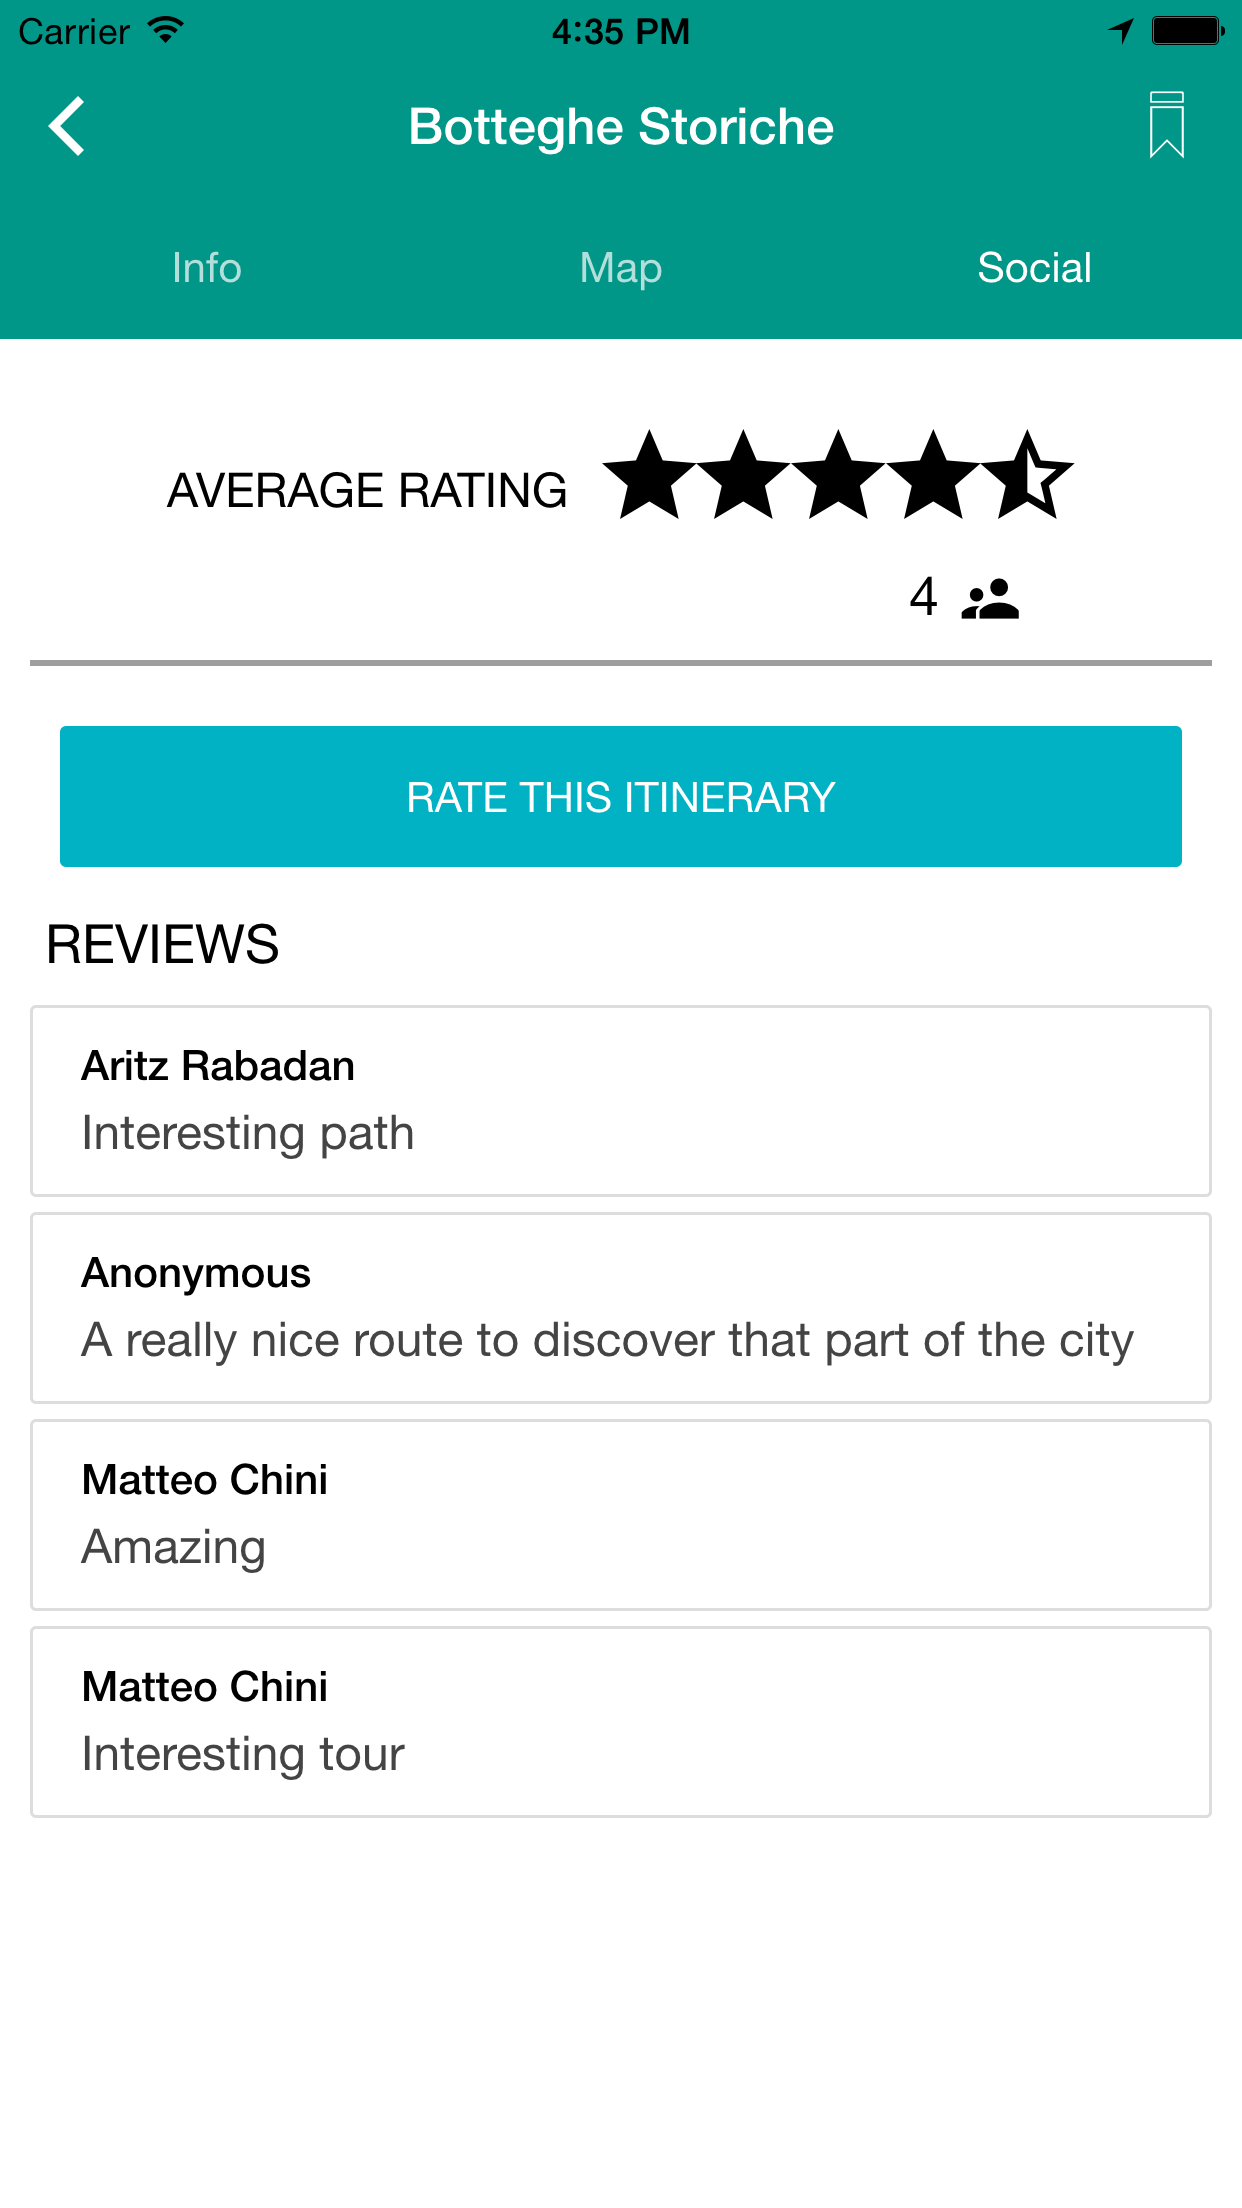 Carrier 4:35 PM
Botteghe Storiche
Info Map Social
AVERAGE RATING
4
RATE THIS ITINERARY
REVIEWS
Aritz Rabadan
Interesting path
Anonymous
A really nice route to discover that part of the city
Matteo Chini
Amazing
Matteo Chini
Interesting tour